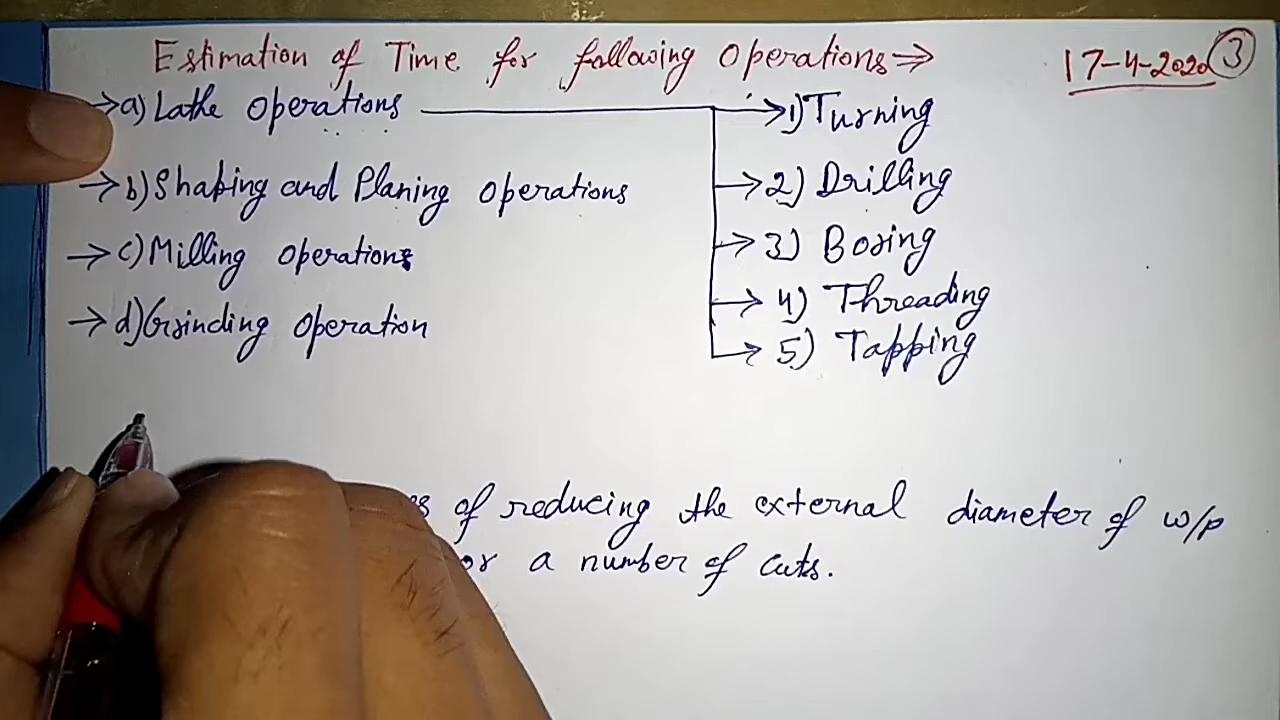 Estimation of Time for following Operations⇒
17-4-2020 ③
→a) Lathe Operations → 1) Turning
→ 2) Drilling
→ b) Shaping and Planing Operations
→ 3) Boring
→ c) Milling Operations
→ 4) Threading
→ d) Grinding Operation
→ 5) Tapping
of reducing the external diameter of w/p
or a number of cuts.